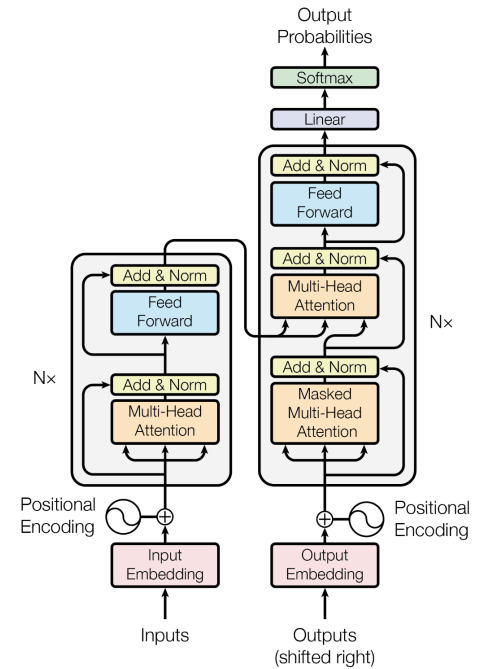 Output
Probabilities
Softmax
Linear
Add & Norm
Feed
Forward
Add & Norm
Multi-Head
Attention
Add & Norm
Masked
Multi-Head
Attention
N×
Add & Norm
Feed
Forward
Add & Norm
Multi-Head
Attention
N×
Positional
Encoding
Positional
Encoding
Input
Embedding
Output
Embedding
Inputs
Outputs
(shifted right)